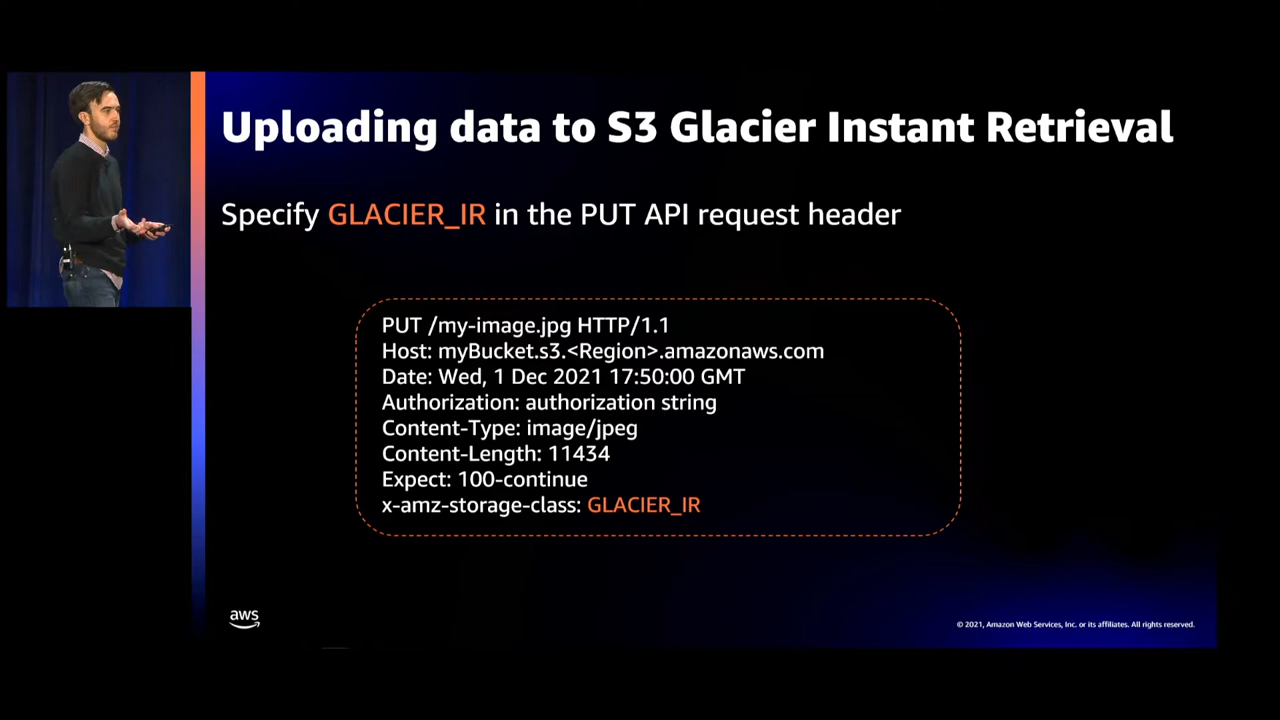 Uploading data to S3 Glacier Instant Retrieval
Specify GLACIER_IR in the PUT API request header
PUT /my-image.jpg HTTP/1.1
Host: myBucket.s3.<Region>.amazonaws.com
Date: Wed, 1 Dec 2021 17:50:00 GMT
Authorization: authorization string
Content-Type: image/jpeg
Content-Length: 11434
Expect: 100-continue
x-amz-storage-class: GLACIER_IR
aws
© 2021, Amazon Web Services, Inc. or its affiliates. All rights reserved.